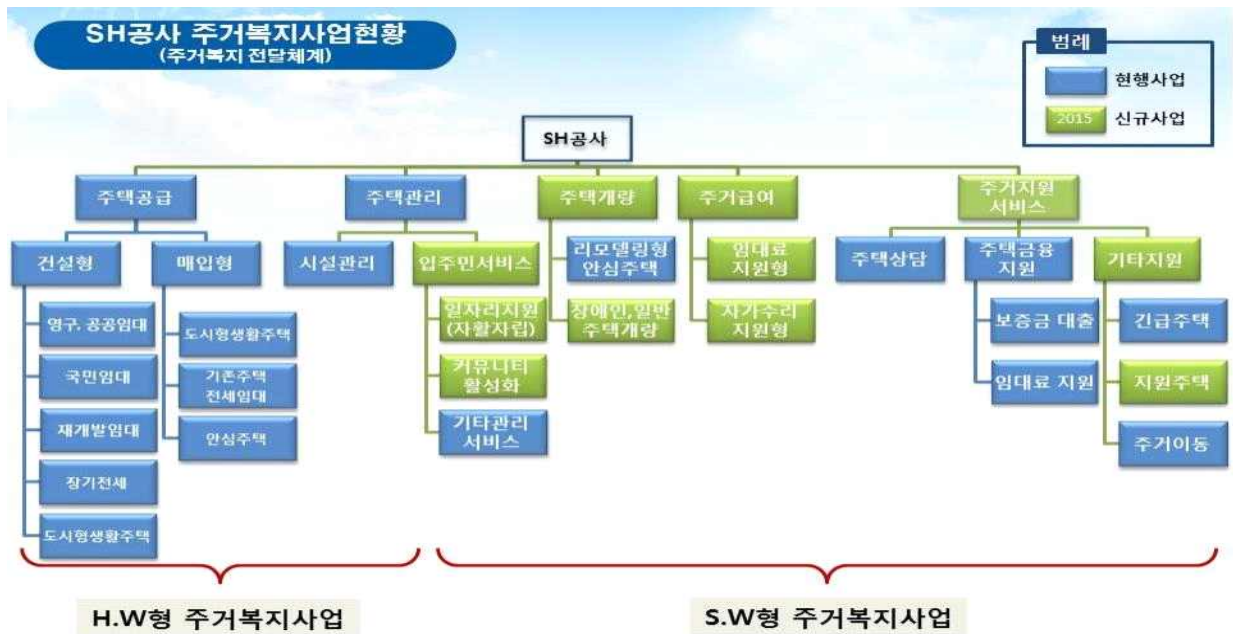 SH공사 주거복지사업현황
(주거복지 전달체계)
범례
현행사업
2015 신규사업
SH공사
주택공급
주택관리
주택개량
주거급여
주거지원
서비스
건설형
매입형
시설관리
입주민서비스
리모델링형
안심주택
임대료
지원형
주택상담
주택금융
지원
기타지원
영구, 공공임대
국민임대
재개발임대
장기전세
도시형생활주택
도시형생활주택
기존주택
전세임대
안심주택
일자리지원
(자활자립)
커뮤니티
활성화
기타관리
서비스
장애인,일반
주택개량
자가수리
지원형
보증금 대출
임대료 지원
긴급주택
지원주택
주거이동
H.W형 주거복지사업
S.W형 주거복지사업